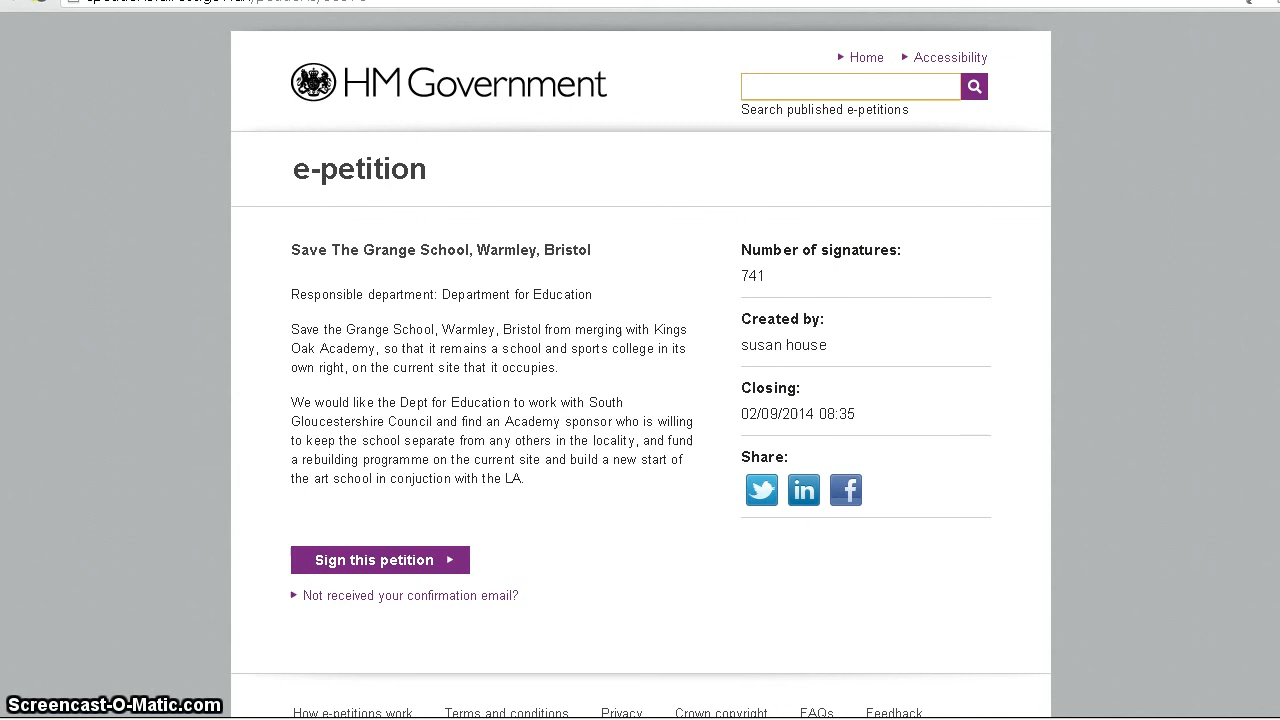 HM Government
Home
Accessibility
Search published e-petitions
e-petition
Save The Grange School, Warmley, Bristol
Responsible department: Department for Education
Save the Grange School, Warmley, Bristol from merging with Kings
Oak Academy, so that it remains a school and sports college in its
own right, on the current site that it occupies.
We would like the Dept for Education to work with South
Gloucestershire Council and find an Academy sponsor who is willing
to keep the school separate from any others in the locality, and fund
a rebuilding programme on the current site and build a new start of
the art school in conjuction with the LA.
Sign this petition
Not received your confirmation email?
Number of signatures:
741
Created by:
susan house
Closing:
02/09/2014 08:35
Share:
in
f
How e-petitions work
Terms and conditions
Privacy
Crown copyright
FAQs
Feedback
Screencast-O-Matic.com